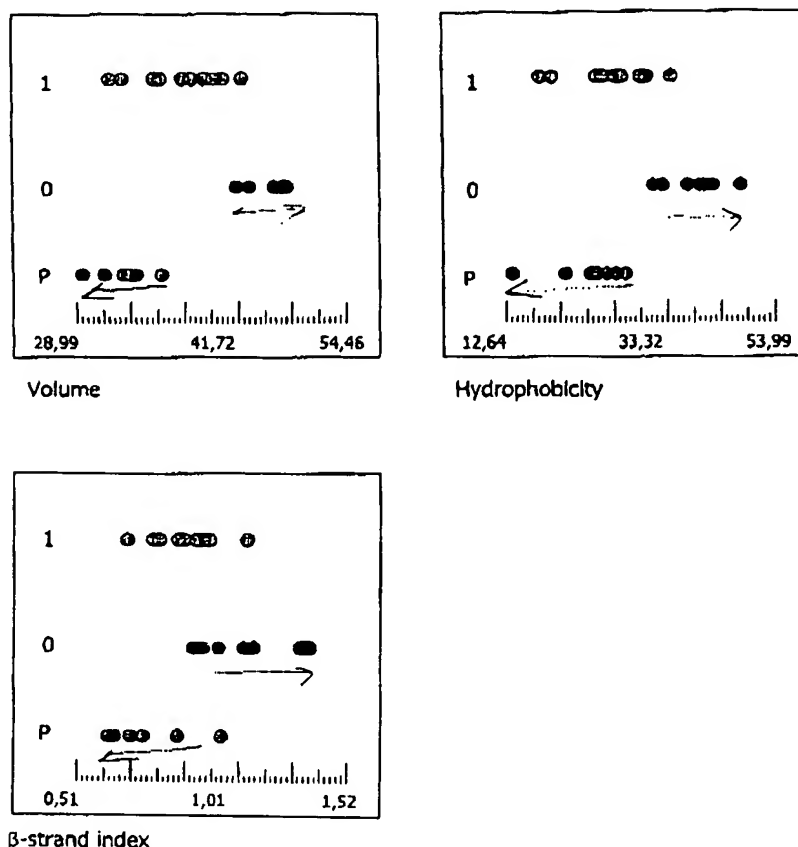 1
0
P
28,99 41,72 54,46
Volume
1
0
P
12,64 33,32 53,99
Hydrophobicity
1
0
P
0,51 1,01 1,52
β-strand index